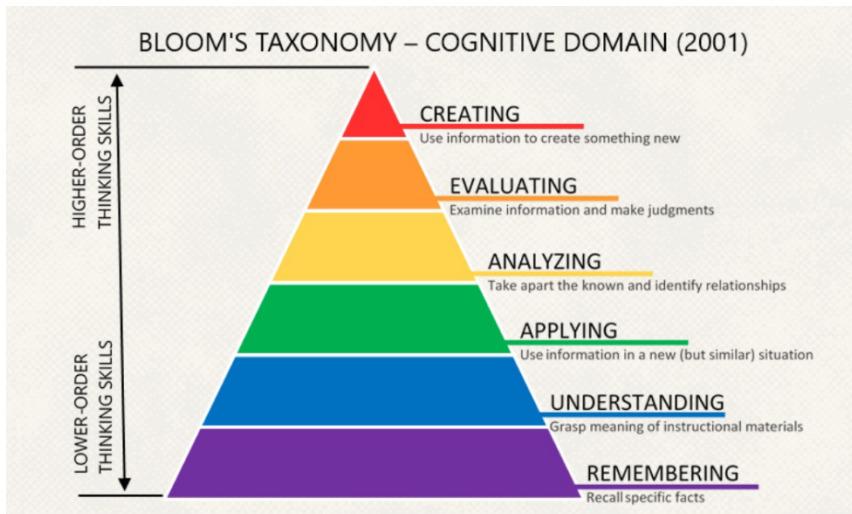 BLOOM'S TAXONOMY – COGNITIVE DOMAIN (2001)
HIGHER-ORDER
THINKING SKILLS
LOWER-ORDER
THINKING SKILLS
CREATING
Use information to create something new
EVALUATING
Examine information and make judgments
ANALYZING
Take apart the known and identify relationships
APPLYING
Use information in a new (but similar) situation
UNDERSTANDING
Grasp meaning of instructional materials
REMEMBERING
Recall specific facts